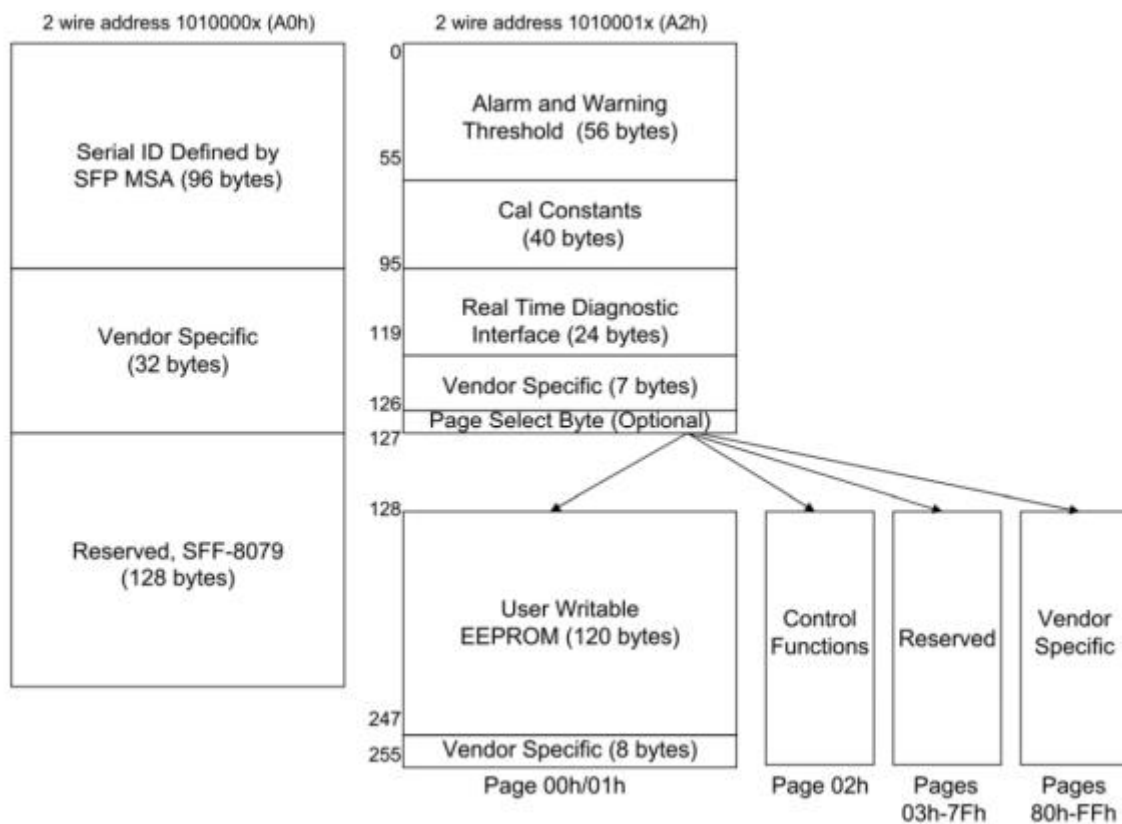 2 wire address 1010000x (A0h)
Serial ID Defined by
SFP MSA (96 bytes)
Vendor Specific
(32 bytes)
Reserved, SFF-8079
(128 bytes)
2 wire address 1010001x (A2h)
0
Alarm and Warning
Threshold (56 bytes)
55
Cal Constants
(40 bytes)
95
Real Time Diagnostic
Interface (24 bytes)
119
Vendor Specific (7 bytes)
126
Page Select Byte (Optional)
127
128
User Writable
EEPROM (120 bytes)
247
Vendor Specific (8 bytes)
255
Page 00h/01h
Control
Functions
Page 02h
Reserved
Pages
03h-7Fh
Vendor
Specific
Pages
80h-FFh